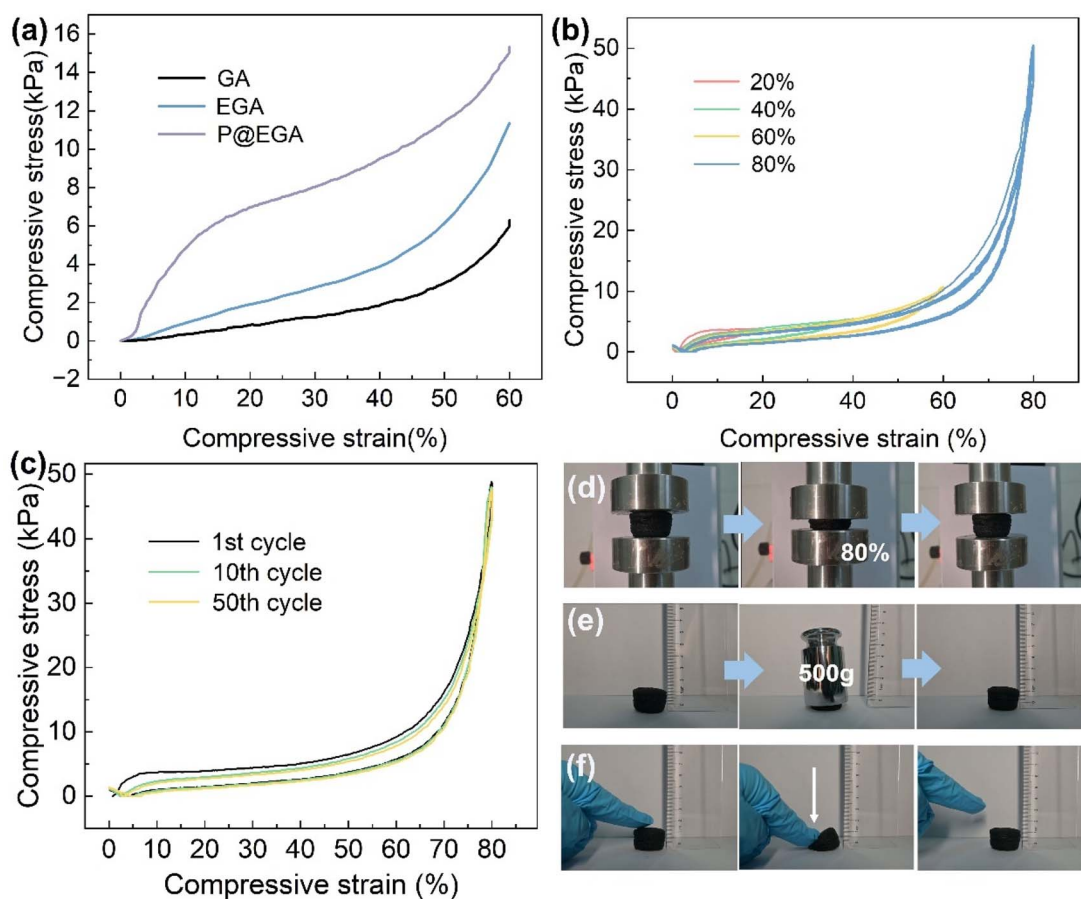 (a)
Compressive stress(kPa)
16
14
12
10
8
6
4
2
0
−2
GA
EGA
P@EGA
0 10 20 30 40 50 60
Compressive strain(%)
(b)
Compressive stress (kPa)
50
40
30
20
10
0
20%
40%
60%
80%
0 20 40 60 80
Compressive strain (%)
(c)
Compressive stress (kPa)
50
40
30
20
10
0
1st cycle
10th cycle
50th cycle
0 10 20 30 40 50 60 70 80
Compressive strain (%)
(d)
80%
(e)
500g
(f)